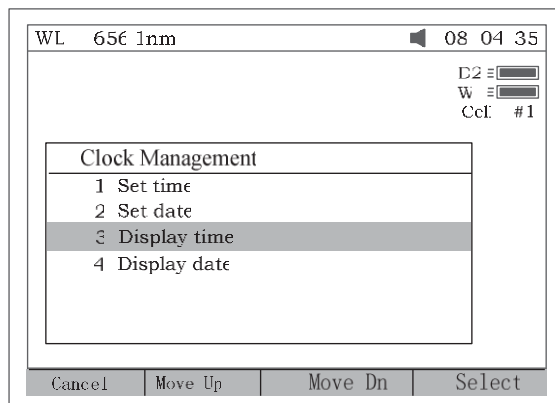 WL 656 1nm 08 04 35
D2
W
Cell #1
Clock Management
1 Set time
2 Set date
3 Display time
4 Display date
Cancel Move Up Move Dn Select